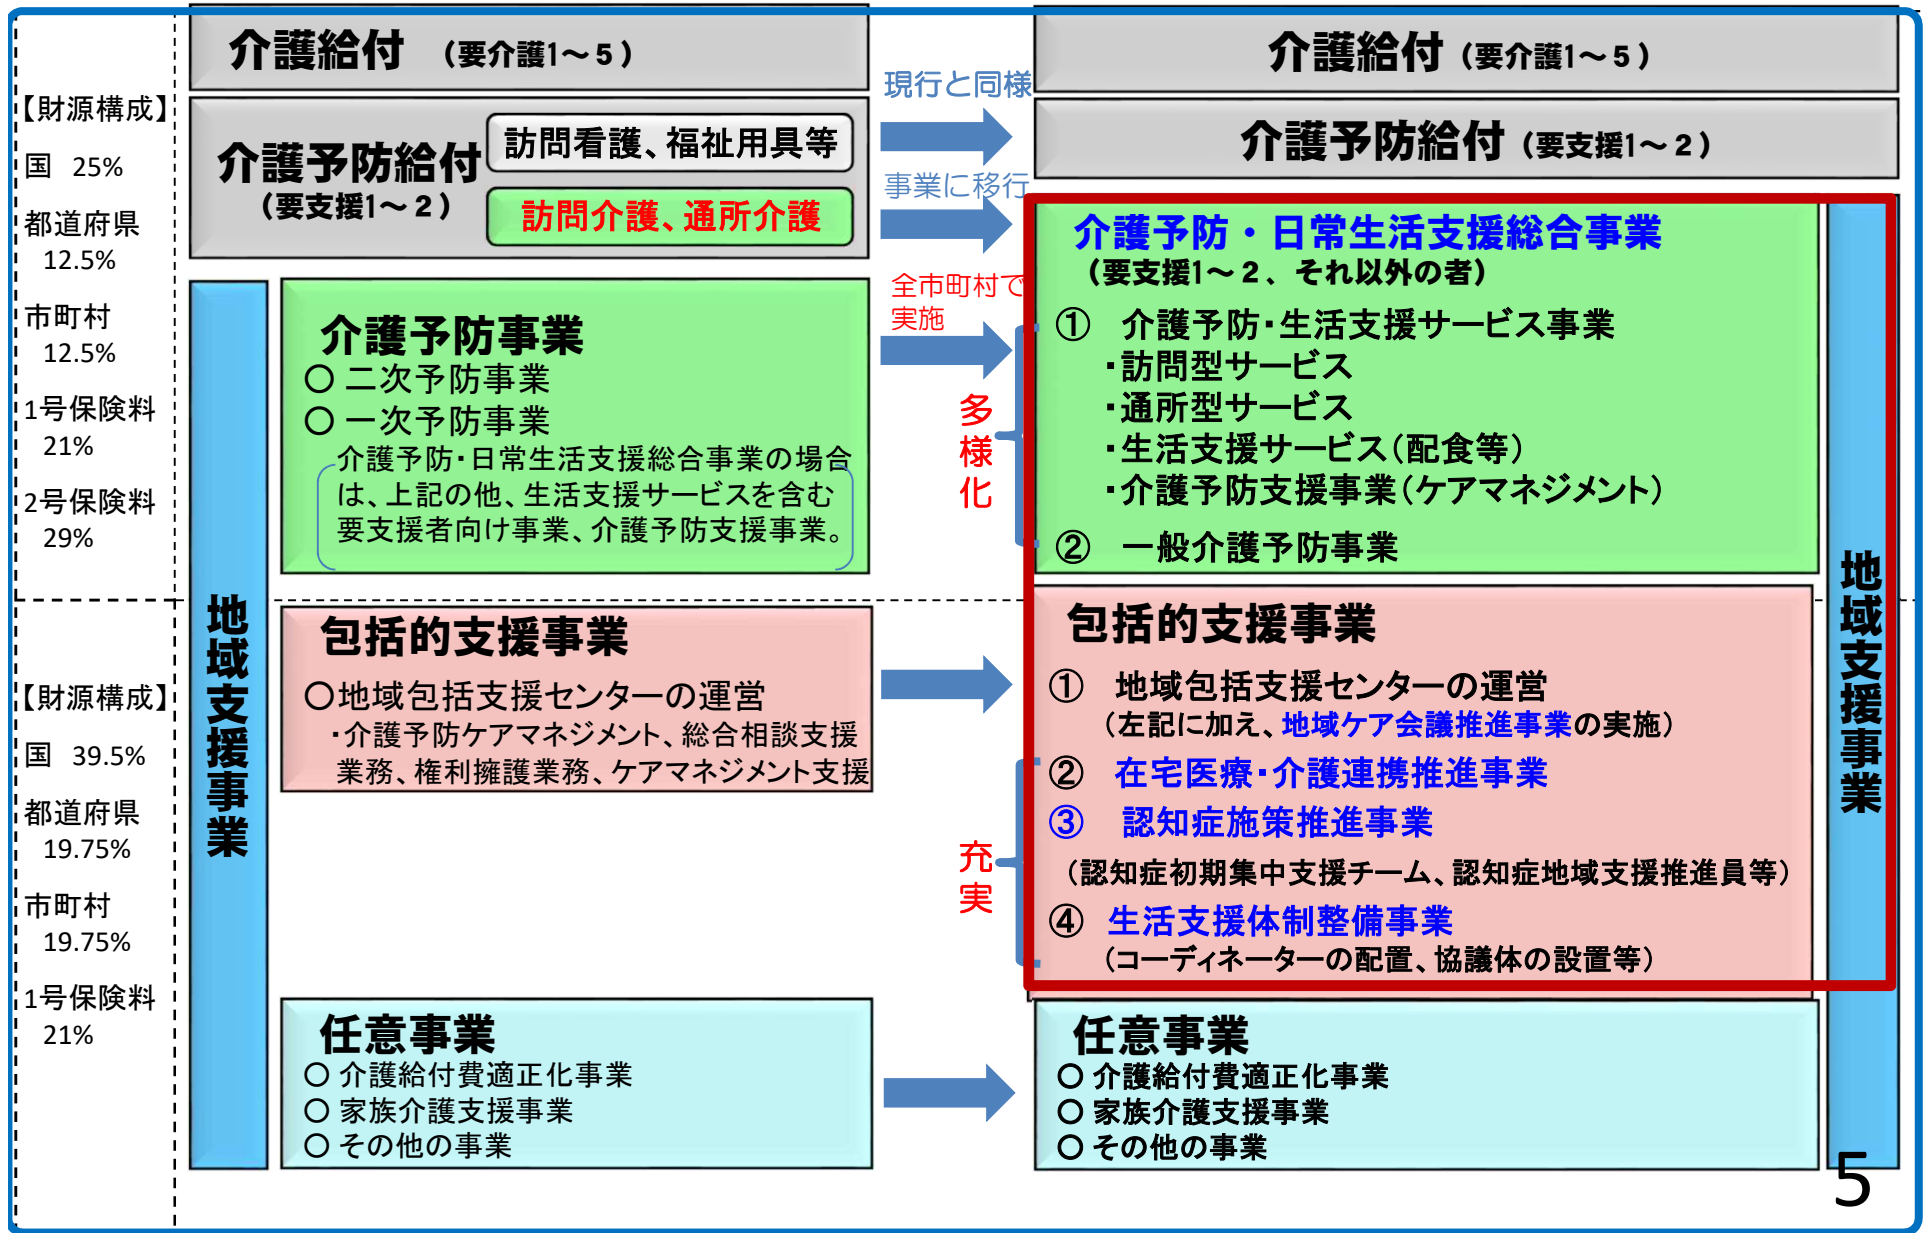 【財源構成】
国 25%
都道府県
12.5%
市町村
12.5%
1号保険料
21%
2号保険料
29%
【財源構成】
国 39.5%
都道府県
19.75%
市町村
19.75%
1号保険料
21%
介護給付 （要介護1～5）
介護予防給付
（要支援1～2）
訪問看護、福祉用具等
訪問介護、通所介護
地域支援事業
介護予防事業
○ 二次予防事業
○ 一次予防事業
介護予防・日常生活支援総合事業の場合
は、上記の他、生活支援サービスを含む
要支援者向け事業、介護予防支援事業。
包括的支援事業
○地域包括支援センターの運営
・介護予防ケアマネジメント、総合相談支援
業務、権利擁護業務、ケアマネジメント支援
任意事業
○ 介護給付費適正化事業
○ 家族介護支援事業
○ その他の事業
現行と同様
事業に移行
全市町村で
実施
多様化
充実
介護給付（要介護1～5）
介護予防給付（要支援1～2）
介護予防・日常生活支援総合事業
（要支援1～2、それ以外の者）
① 介護予防・生活支援サービス事業
・訪問型サービス
・通所型サービス
・生活支援サービス（配食等）
・介護予防支援事業（ケアマネジメント）
② 一般介護予防事業
包括的支援事業
① 地域包括支援センターの運営
（左記に加え、地域ケア会議推進事業の実施）
② 在宅医療・介護連携推進事業
③ 認知症施策推進事業
（認知症初期集中支援チーム、認知症地域支援推進員等）
④ 生活支援体制整備事業
（コーディネーターの配置、協議体の設置等）
任意事業
○ 介護給付費適正化事業
○ 家族介護支援事業
○ その他の事業
地域支援事業
5